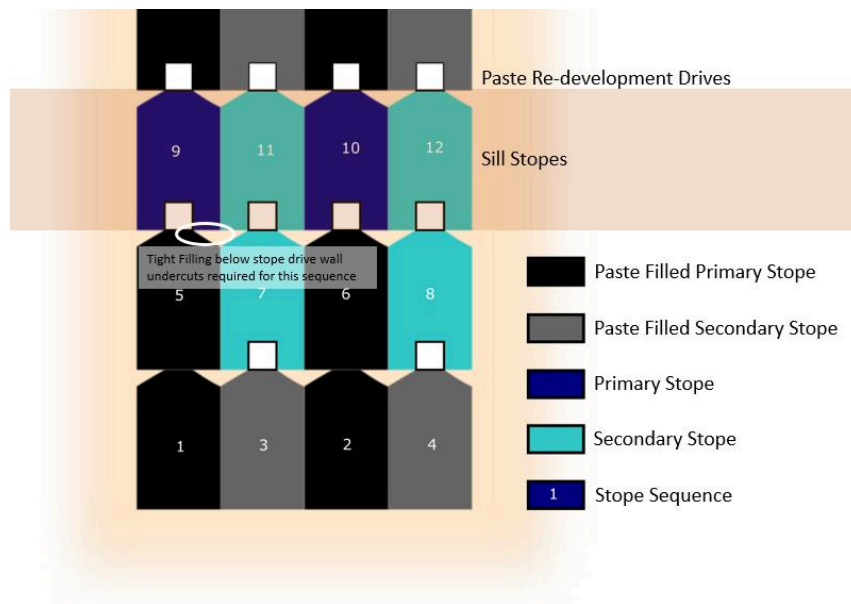 Paste Re-development Drives
9
11
10
12
Sill Stopes
Tight Filling below stope drive wall
undercuts required for this sequence
5
7
6
8
Paste Filled Primary Stope
1
Paste Filled Secondary Stope
Primary Stope
Secondary Stope
1
3
2
4
1 Stope Sequence